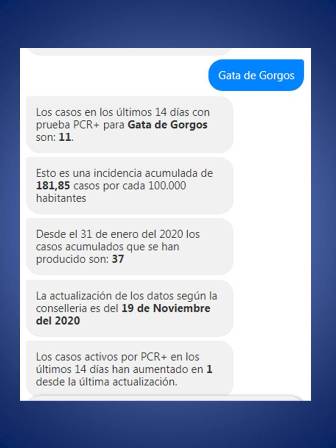 Gata de Gorgos
Los casos en los últimos 14 días con
prueba PCR+ para Gata de Gorgos
son: 11.
Esto es una incidencia acumulada de
181,85 casos por cada 100.000
habitantes
Desde el 31 de enero del 2020 los
casos acumulados que se han
producido son: 37
La actualización de los datos según la
conselleria es del 19 de Noviembre
del 2020
Los casos activos por PCR+ en los
últimos 14 días han aumentado en 1
desde la última actualización.